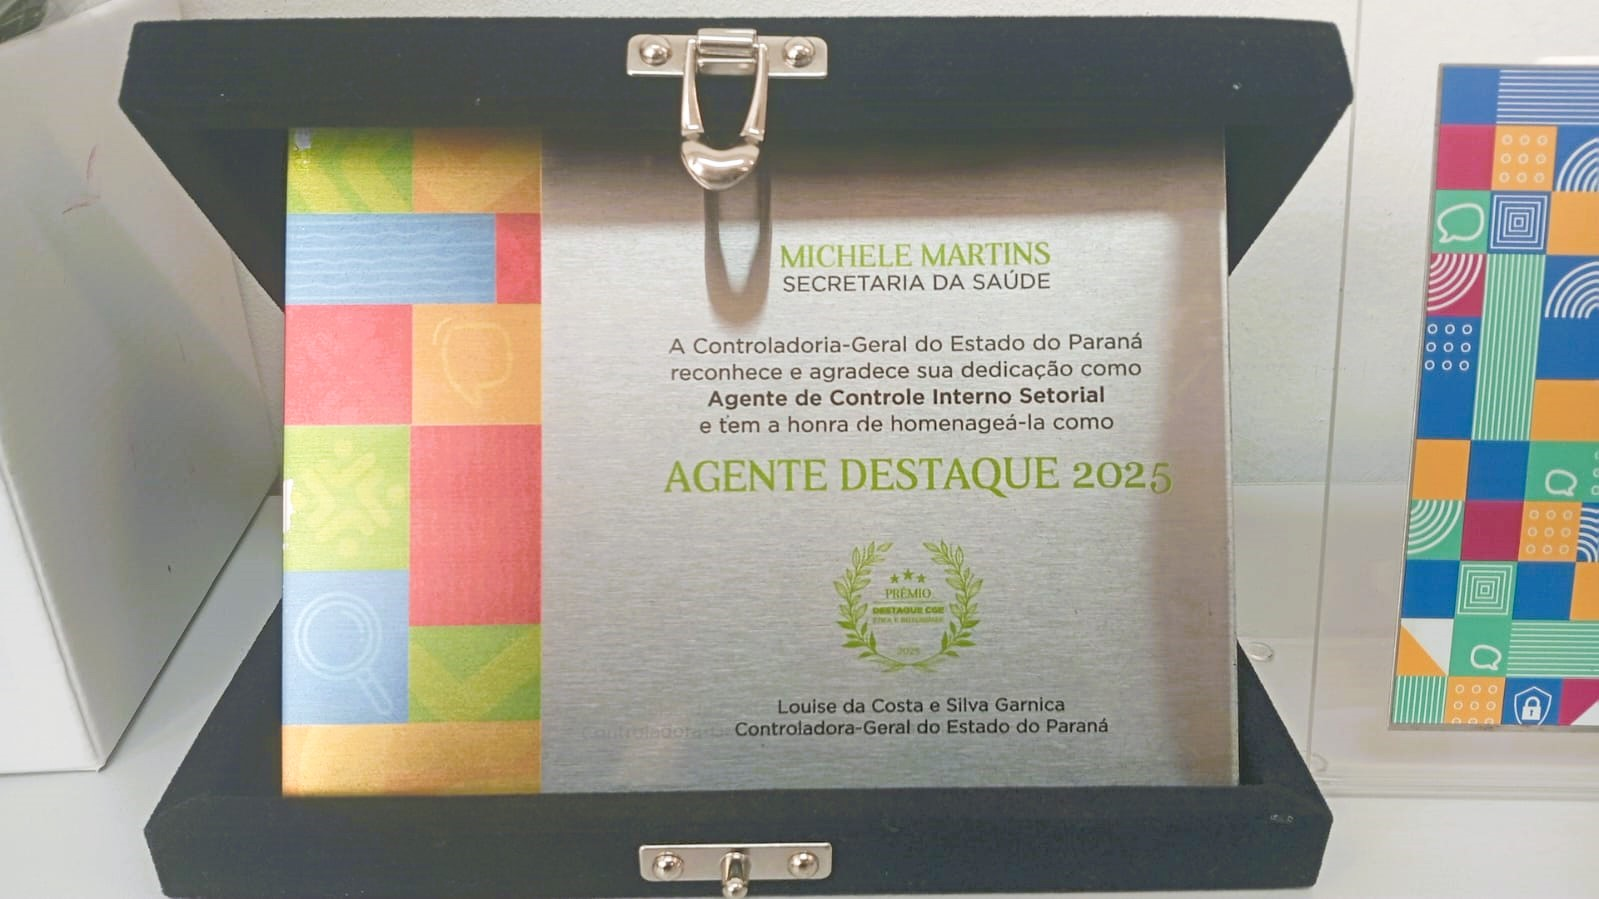 MICHELE MARTINS
SECRETARIA DA SAÚDE
A Controladoria-Geral do Estado do Paraná
reconhece e agradece sua dedicação como
Agente de Controle Interno Setorial
e tem a honra de homenageá-la como
AGENTE DESTAQUE 2025
PRÊMIO
DESTAQUE CGE
ÉTICA E INTEGRIDADE
2025
Louise da Costa e Silva Garnica
Controladora-Geral do Estado do Paraná